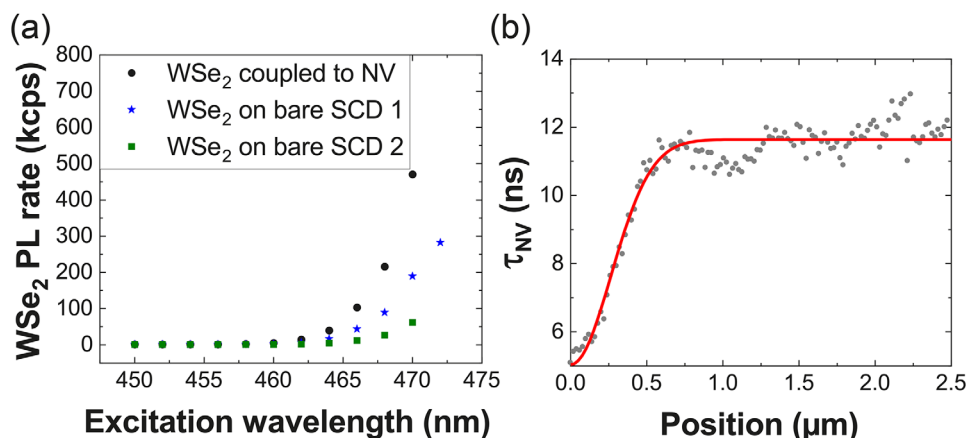 (a)
800
700
600
500
400
300
200
100
0
WSe₂ coupled to NV
WSe₂ on bare SCD 1
WSe₂ on bare SCD 2
WSe₂ PL rate (kcps)
450 455 460 465 470 475
Excitation wavelength (nm)
(b)
14
12
10
8
6
τNV (ns)
0.0 0.5 1.0 1.5 2.0 2.5
Position (μm)